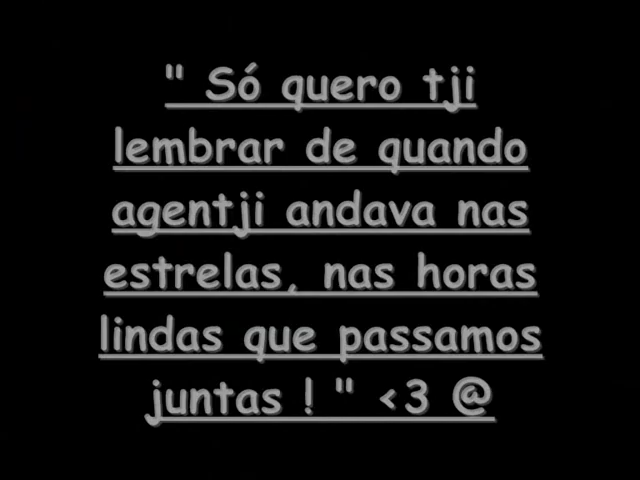 " Só quero tji
lembrar de quando
agentji andava nas
estrelas, nas horas
lindas que passamos
juntas ! " <3 @